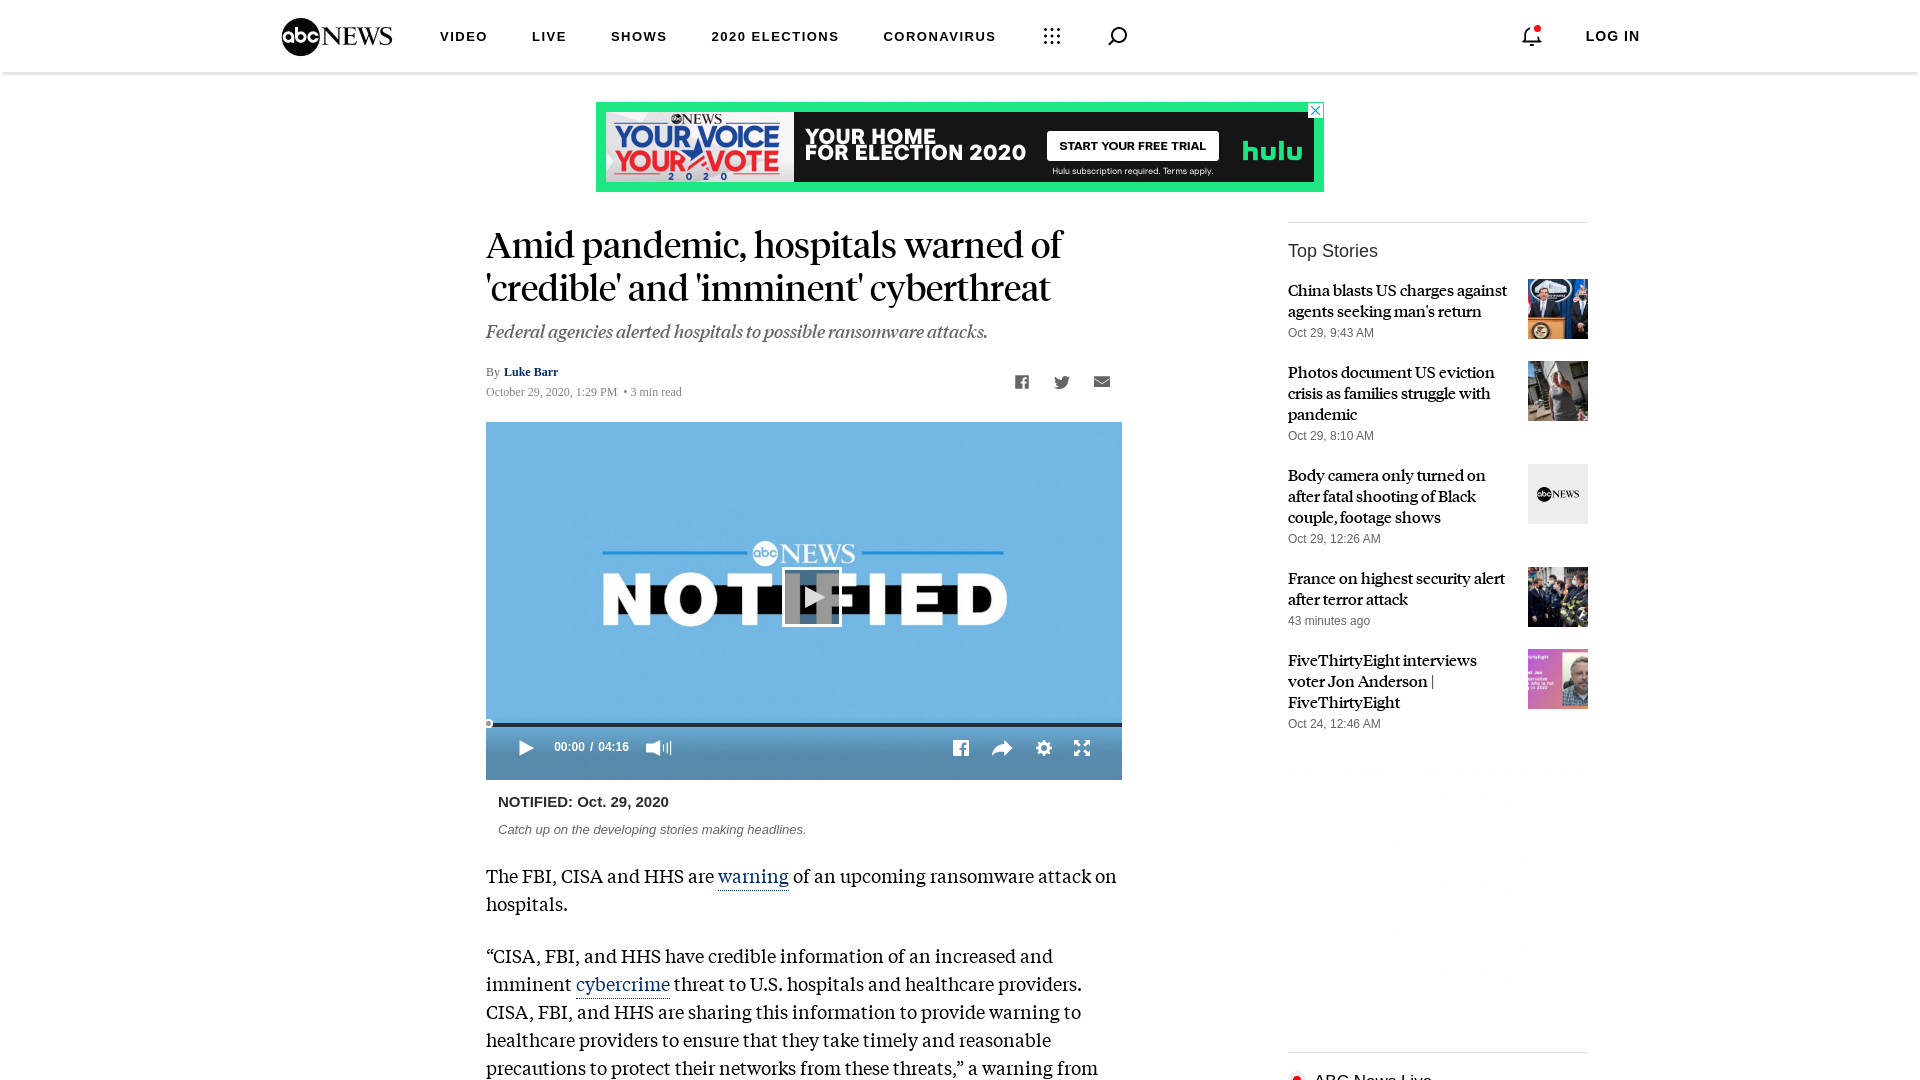 abc NEWS VIDEO LIVE SHOWS 2020 ELECTIONS CORONAVIRUS LOG IN
abc NEWS
YOUR VOICE
YOUR VOTE
2020
YOUR HOME
FOR ELECTION 2020
START YOUR FREE TRIAL
Hulu subscription required. Terms apply.
hulu
Amid pandemic, hospitals warned of
'credible' and 'imminent' cyberthreat
Federal agencies alerted hospitals to possible ransomware attacks.
By Luke Barr
October 29, 2020, 1:29 PM • 3 min read
abc NEWS
NOTIFIED
00:00 / 04:16
NOTIFIED: Oct. 29, 2020
Catch up on the developing stories making headlines.
The FBI, CISA and HHS are warning of an upcoming ransomware attack on
hospitals.
“CISA, FBI, and HHS have credible information of an increased and
imminent cybercrime threat to U.S. hospitals and healthcare providers.
CISA, FBI, and HHS are sharing this information to provide warning to
healthcare providers to ensure that they take timely and reasonable
precautions to protect their networks from these threats,” a warning from
Top Stories
China blasts US charges against
agents seeking man's return
Oct 29, 9:43 AM
Photos document US eviction
crisis as families struggle with
pandemic
Oct 29, 8:10 AM
Body camera only turned on
after fatal shooting of Black
couple, footage shows
Oct 29, 12:26 AM
abc NEWS
France on highest security alert
after terror attack
43 minutes ago
FiveThirtyEight interviews
voter Jon Anderson |
FiveThirtyEight
Oct 24, 12:46 AM
ABC News Live